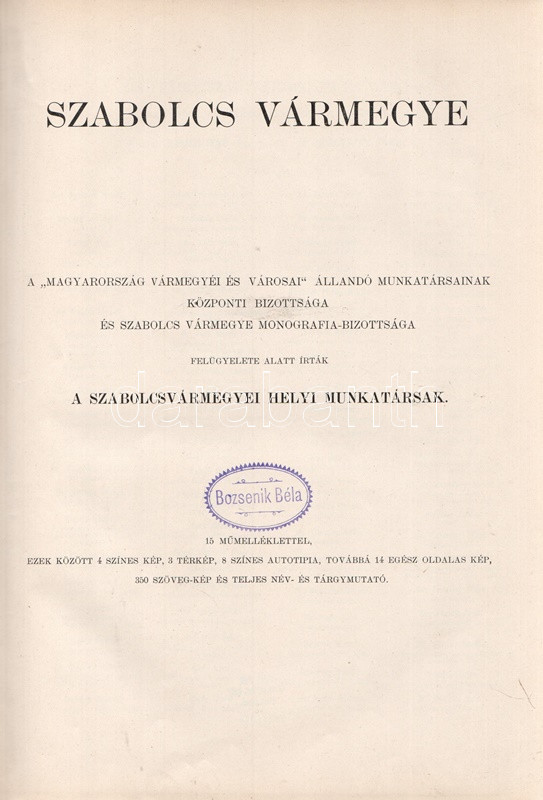 SZABOLCS VÁRMEGYE
A „MAGYARORSZÁG VÁRMEGYÉI ÉS VÁROSAI“ ÁLLANDÓ MUNKATÁRSAINAK
KÖZPONTI BIZOTTSÁGA
ÉS SZABOLCS VÁRMEGYE MONOGRAFIA-BIZOTTSÁGA
FELÜGYELETE ALATT ÍRTÁK
A SZABOLCSVÁRMEGYEI HELYI MUNKATÁRSAK.
darabanth
Bozsenik Béla
15 MŰMELLÉKLETTEL,
EZEK KÖZÖTT 4 SZÍNES KÉP, 3 TÉRKÉP, 8 SZÍNES AUTOTIPIA, TOVÁBBÁ 14 EGÉSZ OLDALAS KÉP,
350 SZÖVEG-KÉP ÉS TELJES NÉV- ÉS TÁRGYMUTATÓ.